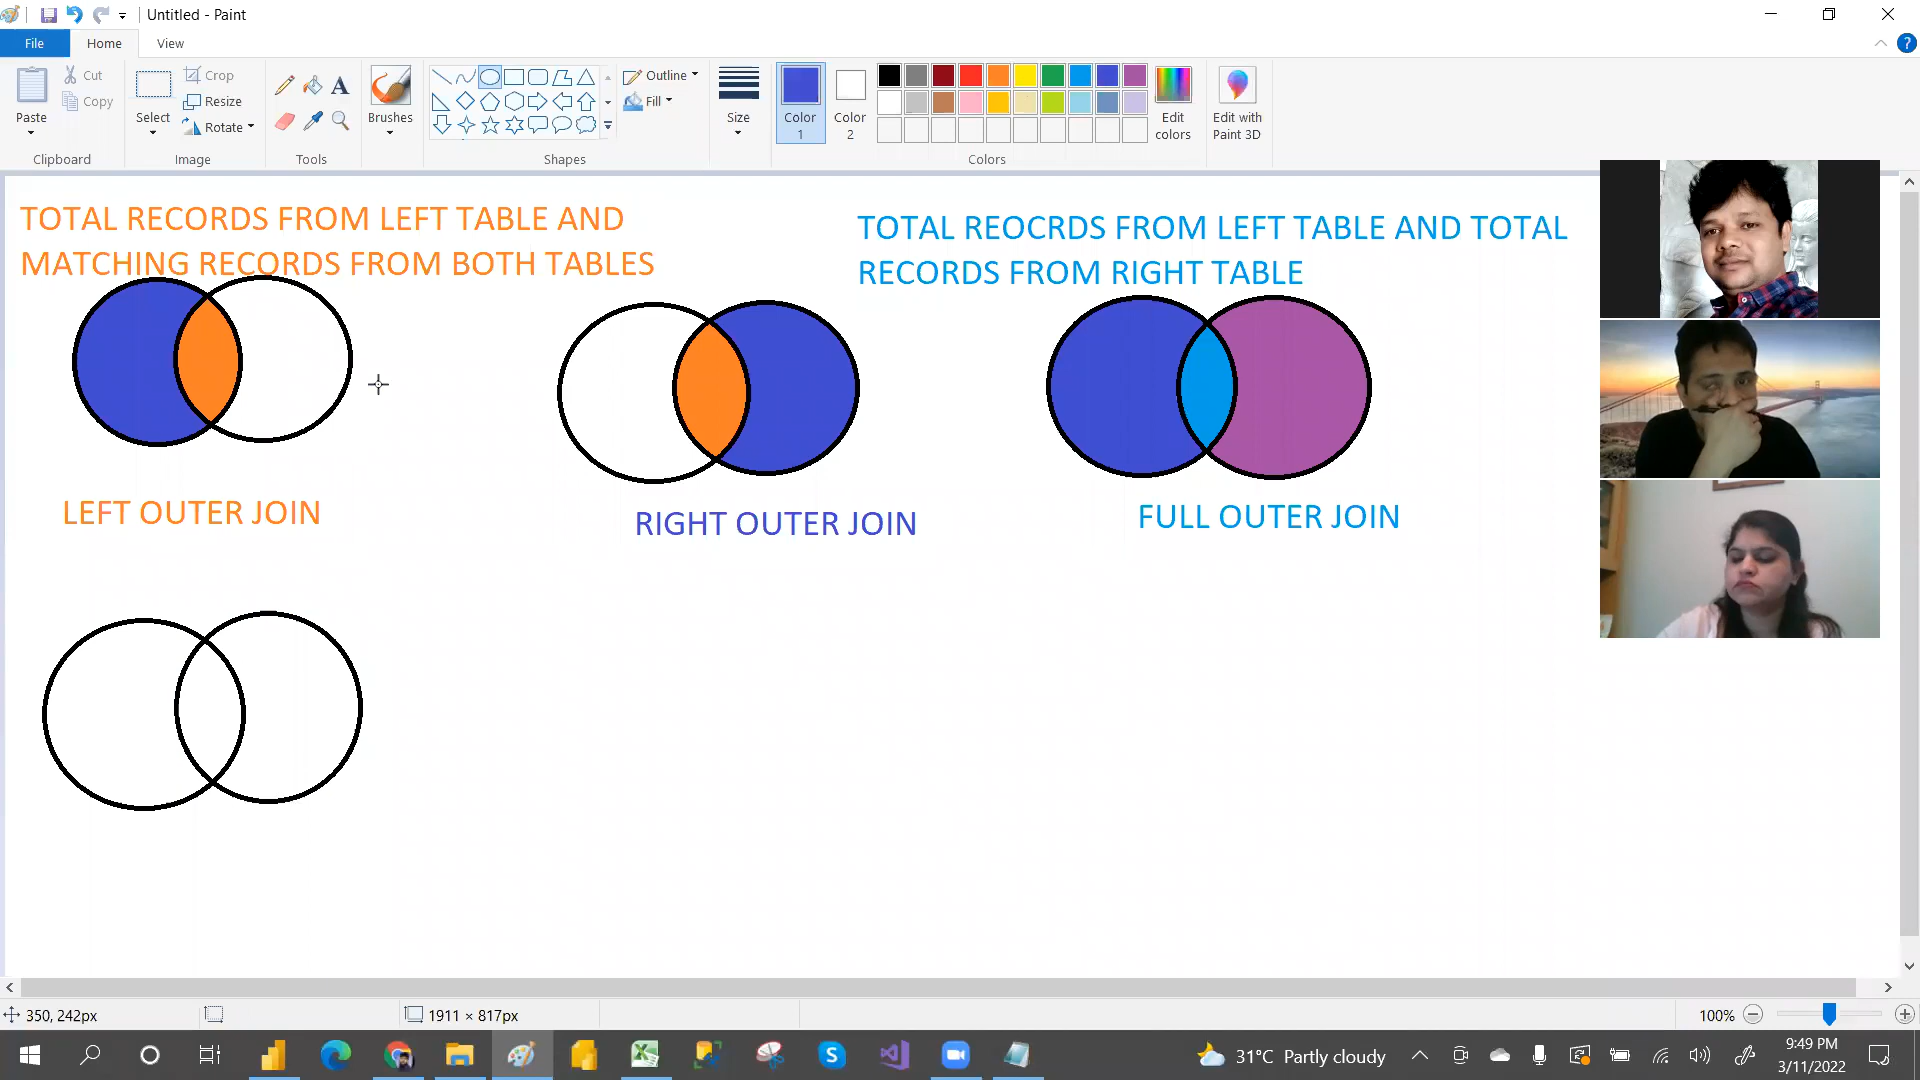 Untitled - Paint
File
Home
View
Paste
Cut
Copy
Clipboard
Select
Crop
Resize
Rotate
Image
Tools
Brushes
Outline
Fill
Shapes
Size
Color
1
Color
2
Edit
colors
Edit with
Paint 3D
Colors
TOTAL RECORDS FROM LEFT TABLE AND
MATCHING RECORDS FROM BOTH TABLES
TOTAL REOCRDS FROM LEFT TABLE AND TOTAL
RECORDS FROM RIGHT TABLE
LEFT OUTER JOIN
RIGHT OUTER JOIN
FULL OUTER JOIN
350, 242px
1911 × 817px
100%
31°C Partly cloudy
9:49 PM
3/11/2022